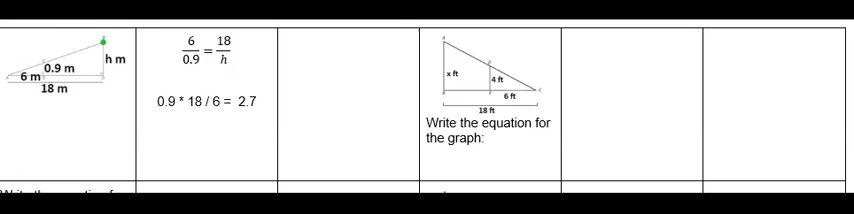 h m
0.9 m
6 m
18 m
6/0.9 = 18/h
0.9 * 18 / 6 = 2.7
x ft
4 ft
6 ft
18 ft
Write the equation for
the graph: